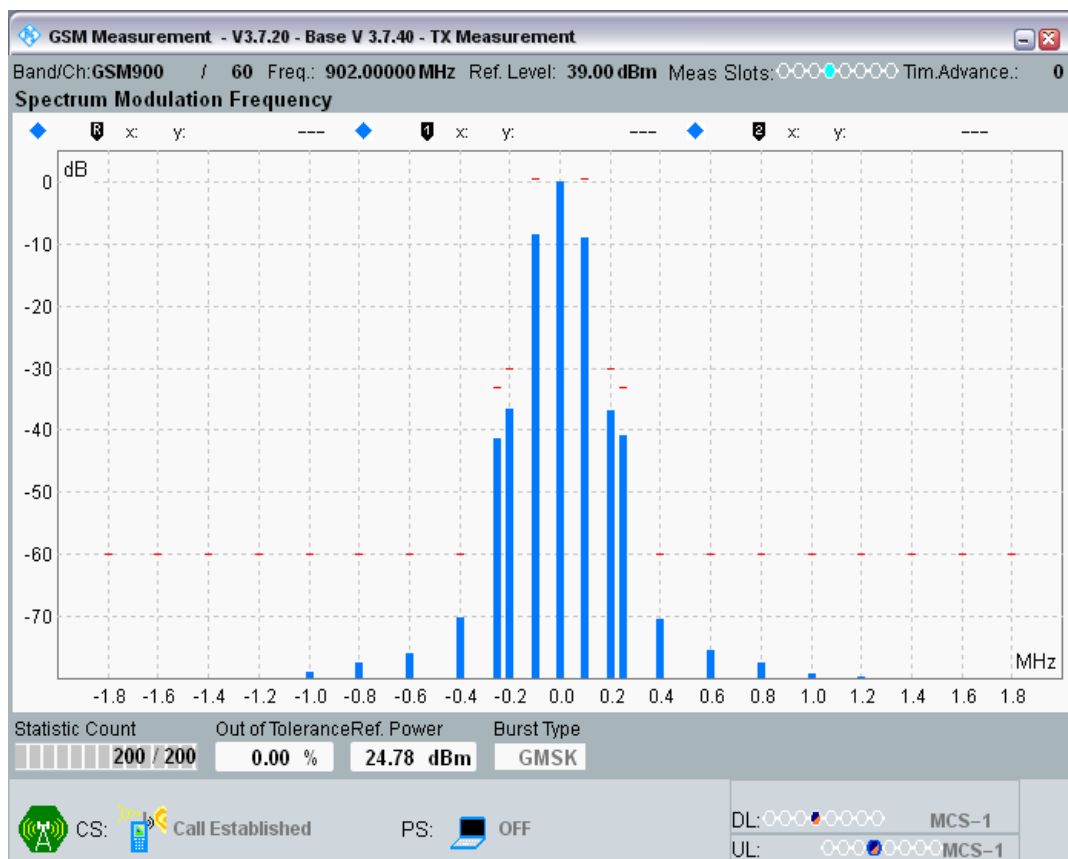 GSM Measurement - V3.7.20 - Base V 3.7.40 - TX Measurement
Band/Ch:GSM900 / 60 Freq.: 902.00000 MHz Ref. Level: 39.00 dBm Meas Slots: Tim.Advance.: 0
Spectrum Modulation Frequency
R x: y: --- 1 x: y: --- 2 x: y: ---
dB
0
-10
-20
-30
-40
-50
-60
-70
MHz
-1.8 -1.6 -1.4 -1.2 -1.0 -0.8 -0.6 -0.4 -0.2 0.0 0.2 0.4 0.6 0.8 1.0 1.2 1.4 1.6 1.8
Statistic Count Out of Tolerance Ref. Power Burst Type
200 / 200 0.00 % 24.78 dBm GMSK
CS: Call Established PS: OFF
DL: MCS-1
UL: MCS-1